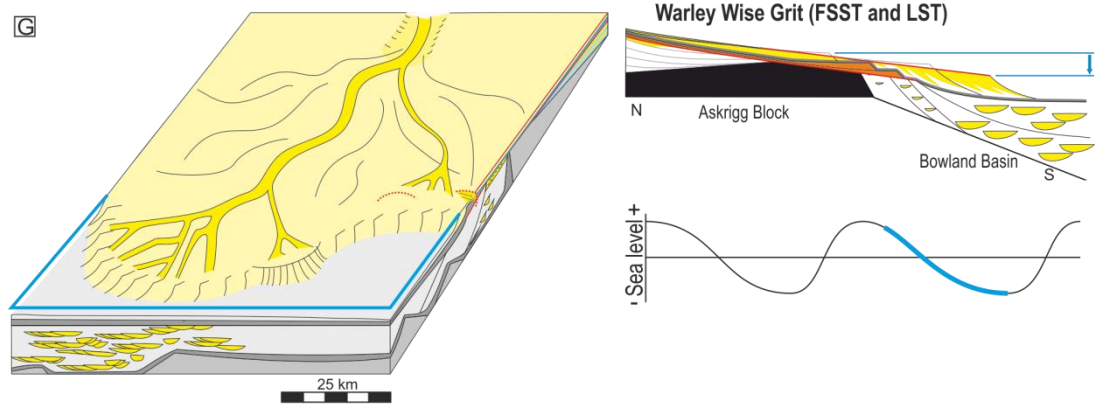 G
25 km
Warley Wise Grit (FSST and LST)
N
Askrigg Block
Bowland Basin
S
- Sea level +